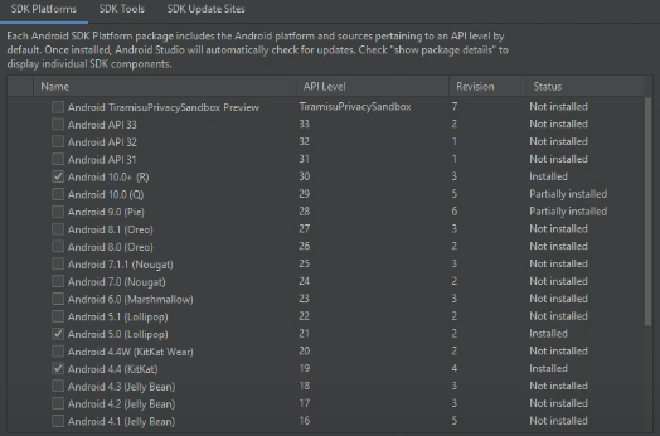 SDK Platforms SDK Tools SDK Update Sites
Each Android SDK Platform package includes the Android platform and sources pertaining to an API level by
default. Once installed, Android Studio will automatically check for updates. Check "show package details" to
display individual SDK components.
Name API Level Revision Status
Android TiramisuPrivacySandbox Preview TiramisuPrivacySandbox 7 Not installed
Android API 33 33 2 Not installed
Android API 32 32 1 Not installed
Android API 31 31 1 Not installed
Android 10.0+ (R) 30 3 Installed
Android 10.0 (Q) 29 5 Partially installed
Android 9.0 (Pie) 28 6 Partially installed
Android 8.1 (Oreo) 27 3 Not installed
Android 8.0 (Oreo) 26 2 Not installed
Android 7.1.1 (Nougat) 25 3 Not installed
Android 7.0 (Nougat) 24 2 Not installed
Android 6.0 (Marshmallow) 23 3 Not installed
Android 5.1 (Lollipop) 22 2 Not installed
Android 5.0 (Lollipop) 21 2 Installed
Android 4.4W (KitKat Wear) 20 2 Not installed
Android 4.4 (KitKat) 19 4 Installed
Android 4.3 (Jelly Bean) 18 3 Not installed
Android 4.2 (Jelly Bean) 17 3 Not installed
Android 4.1 (Jelly Bean) 16 5 Not installed